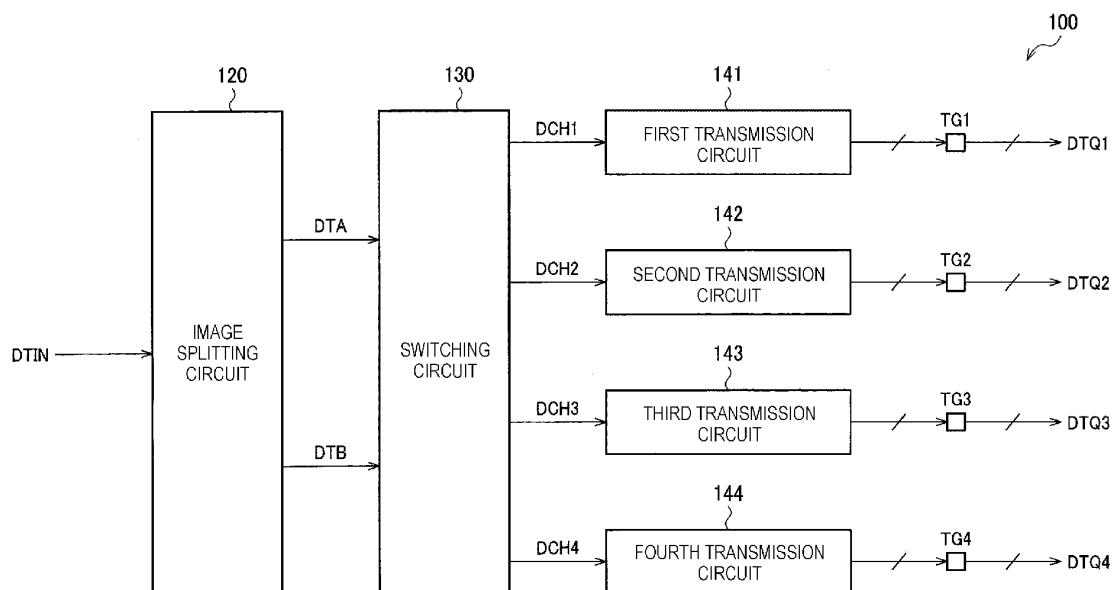 100
120
130
141
DCH1
FIRST TRANSMISSION
CIRCUIT
TG1
DTQ1
DTA
142
DCH2
SECOND TRANSMISSION
CIRCUIT
TG2
DTQ2
DTIN
IMAGE
SPLITTING
CIRCUIT
SWITCHING
CIRCUIT
143
DCH3
THIRD TRANSMISSION
CIRCUIT
TG3
DTQ3
DTB
144
DCH4
FOURTH TRANSMISSION
CIRCUIT
TG4
DTQ4